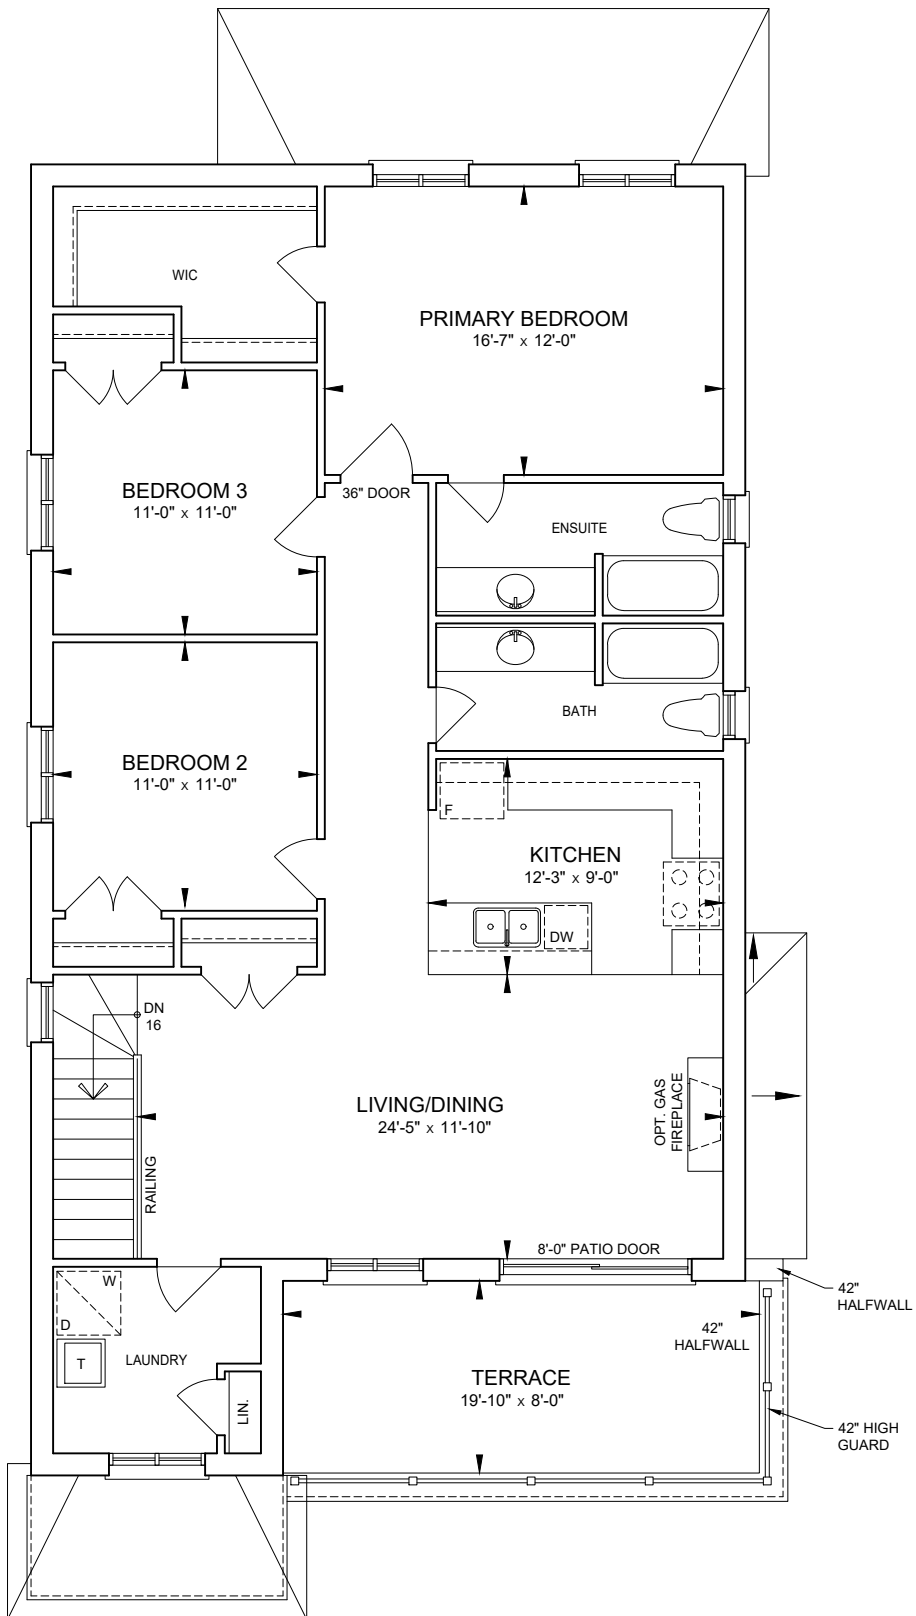 WIC
PRIMARY BEDROOM
16'-7" x 12'-0"
BEDROOM 3
11'-0" x 11'-0"
36" DOOR
ENSUITE
BATH
BEDROOM 2
11'-0" x 11'-0"
F
KITCHEN
12'-3" x 9'-0"
DW
DN
16
LIVING/DINING
24'-5" x 11'-10"
OPT. GAS
FIREPLACE
RAILING
8'-0" PATIO DOOR
W
D
T
LAUNDRY
LIN.
42"
HALFWALL
42"
HALFWALL
TERRACE
19'-10" x 8'-0"
42" HIGH
GUARD